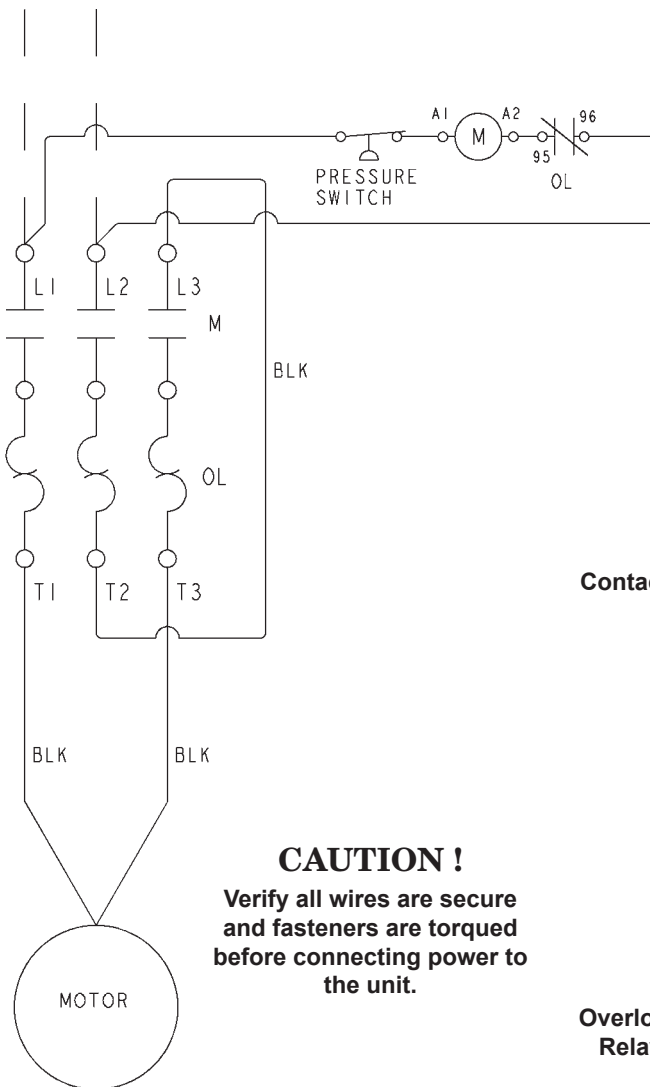 A1 A2 96
M
95
PRESSURE
SWITCH
OL
L1 L2 L3
M
BLK
OL
T1 T2 T3
BLK BLK
CAUTION !
Verify all wires are secure
and fasteners are torqued
before connecting power to
the unit.
MOTOR